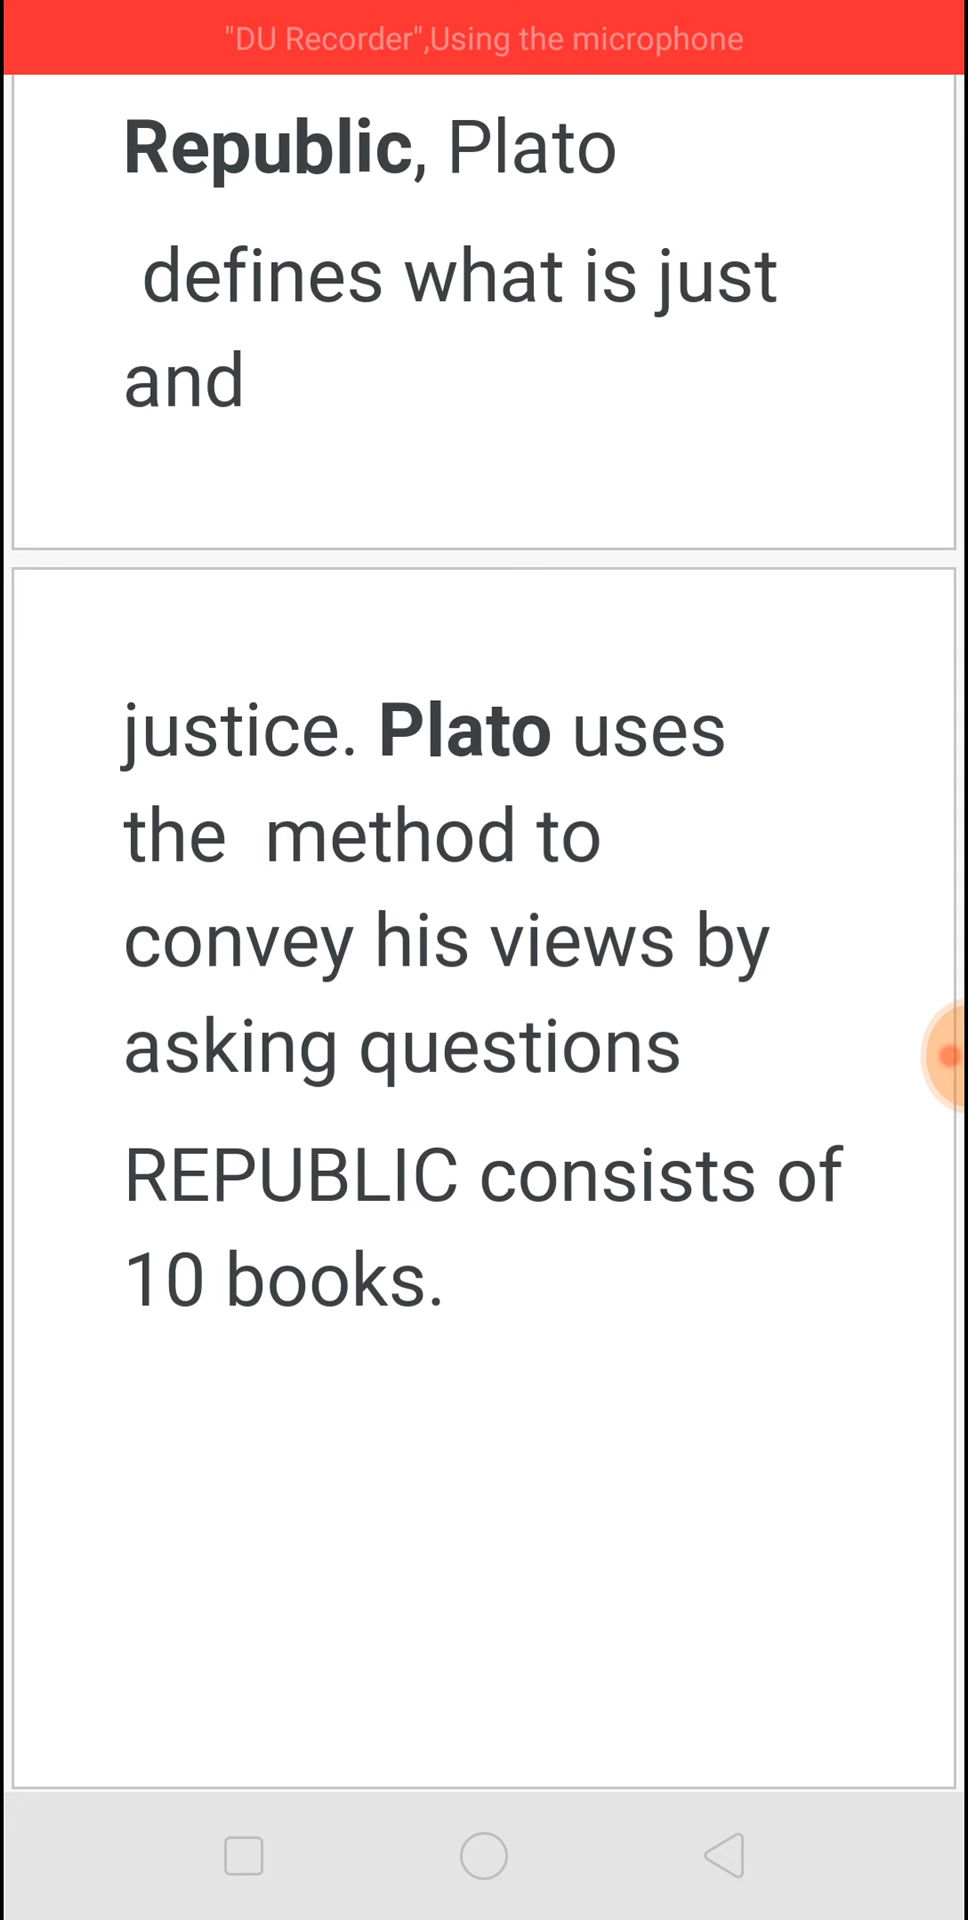 "DU Recorder",Using the microphone
Republic, Plato
defines what is just
and
justice. Plato uses
the  method to
convey his views by
asking questions
REPUBLIC consists of
10 books.